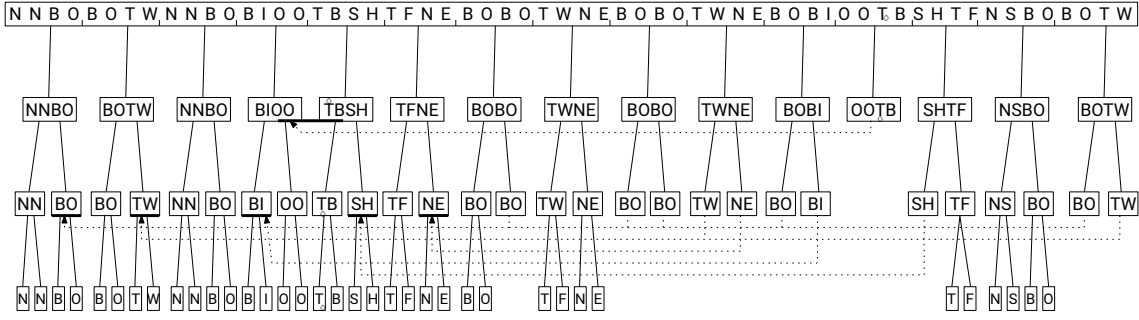 N N B O B O T W N N B O B I O O T B S H T F N E B O B O T W N E B O B O T W N E B O B I O O T B S H T F N S B O B O T W
NNBO BOTW NNBO BIOO TBSH TFNE BOBO TWNE BOBO TWNE BOBI OOTB SHTF NSBO BOTW
NN BO BO TW NN BO BI OO TB SH TF NE BO BO TW NE BO BO TW NE BO BI SH TF NS BO BO TW
N N B O B O T W N N B O B I O O T B S H T F N E B O T F N E T F N S B O